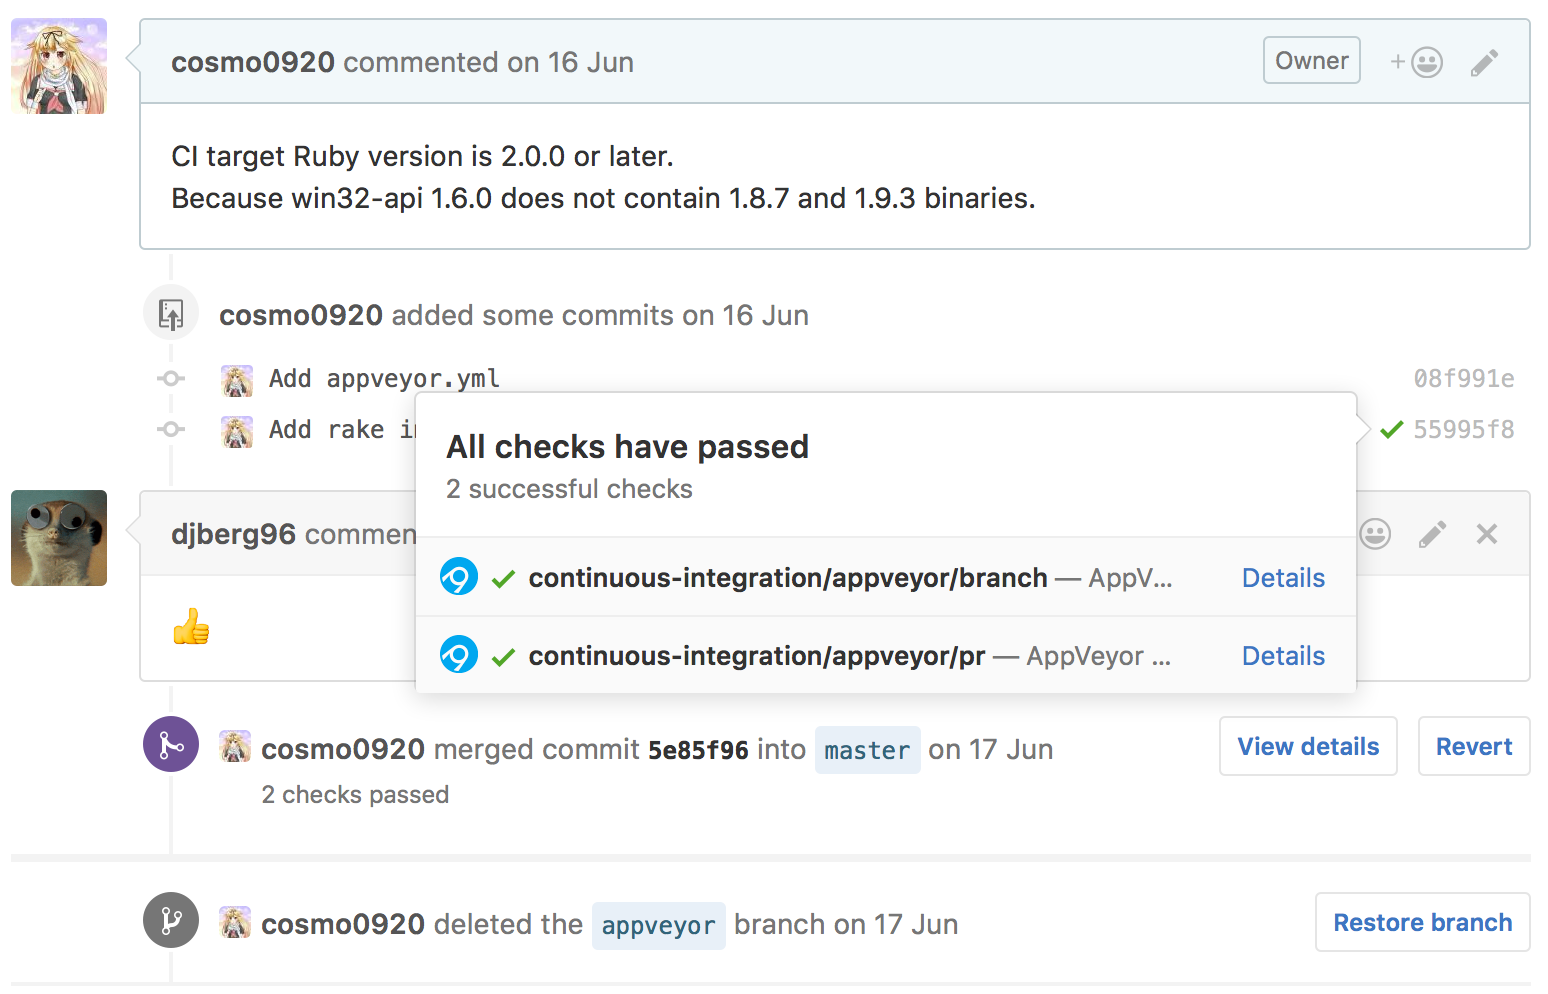 cosmo0920 commented on 16 Jun Owner +
CI target Ruby version is 2.0.0 or later.
Because win32-api 1.6.0 does not contain 1.8.7 and 1.9.3 binaries.
cosmo0920 added some commits on 16 Jun
Add appveyor.yml 08f991e
Add rake 55995f8
All checks have passed
2 successful checks
djberg96
continuous-integration/appveyor/branch — AppV... Details
continuous-integration/appveyor/pr — AppVeyor ... Details
cosmo0920 merged commit 5e85f96 into master on 17 Jun View details Revert
2 checks passed
cosmo0920 deleted the appveyor branch on 17 Jun Restore branch